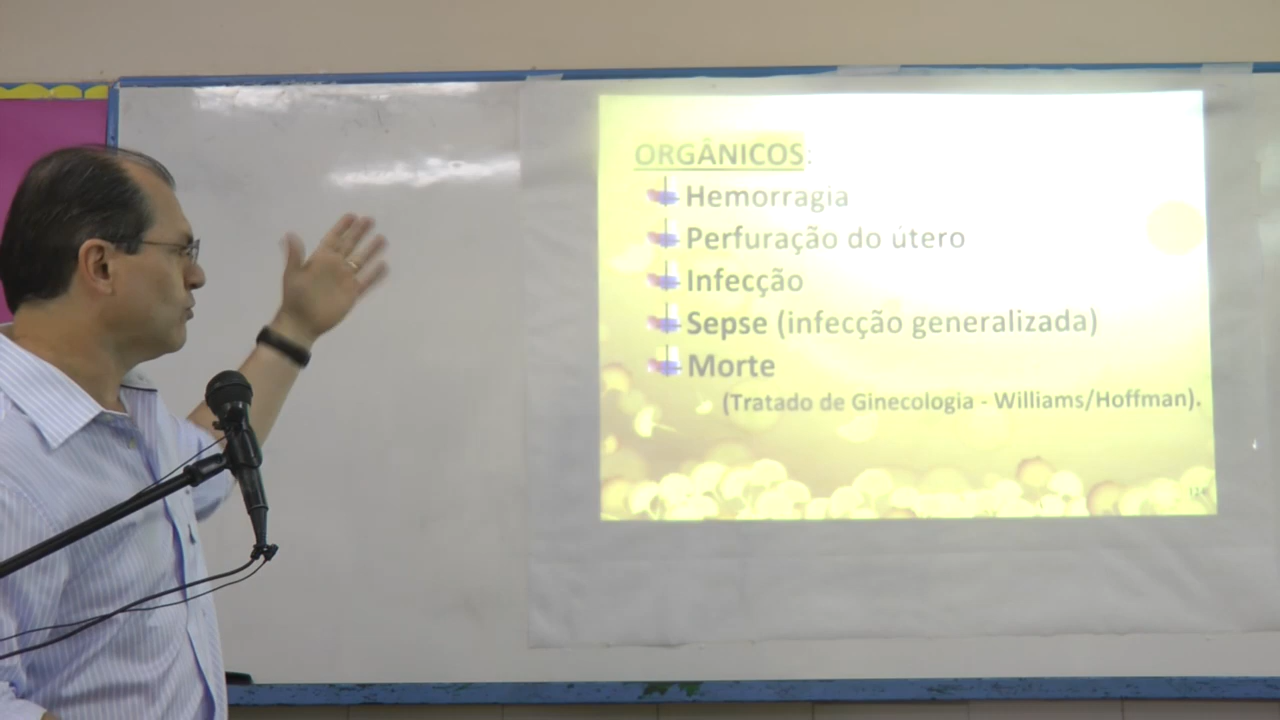 ORGÂNICOS:
Hemorragia
Perfuração do útero
Infecção
Sepse (infecção generalizada)
Morte
(Tratado de Ginecologia - Williams/Hoffman).